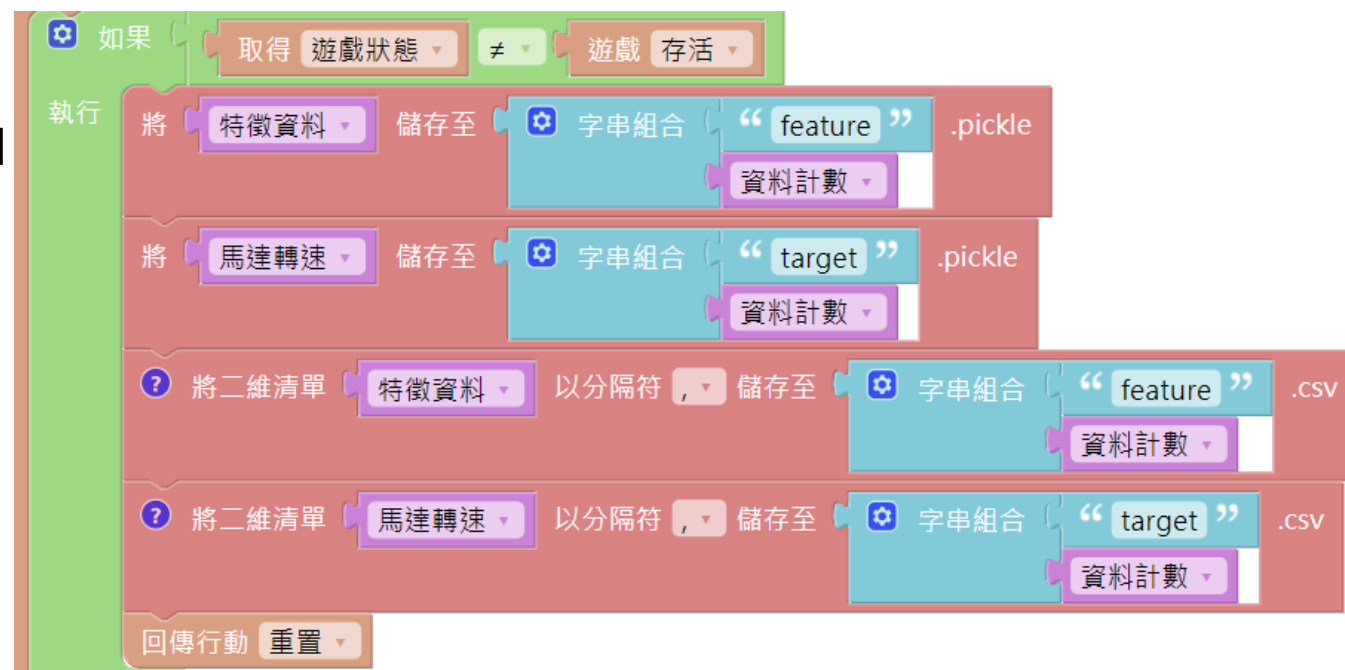 如果 取得 遊戲狀態 ≠ 遊戲 存活
執行 將 特徵資料 儲存至 字串組合 “ feature ” .pickle
資料計數
將 馬達轉速 儲存至 字串組合 “ target ” .pickle
資料計數
? 將二維清單 特徵資料 以分隔符 , 儲存至 字串組合 “ feature ” .csv
資料計數
? 將二維清單 馬達轉速 以分隔符 , 儲存至 字串組合 “ target ” .csv
資料計數
回傳行動 重置